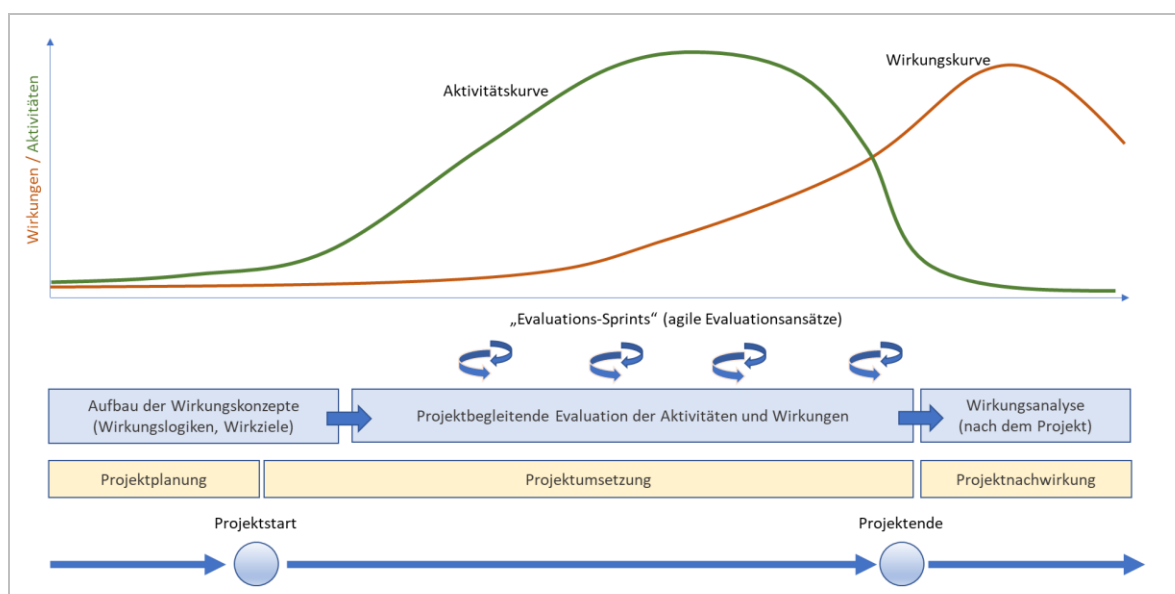 Wirkungen / Aktivitäten
Aktivitätskurve
Wirkungskurve
„Evaluations-Sprints“ (agile Evaluationsansätze)
Aufbau der Wirkungskonzepte
(Wirkungslogiken, Wirkziele)
Projektbegleitende Evaluation der Aktivitäten und Wirkungen
Wirkungsanalyse
(nach dem Projekt)
Projektplanung
Projektumsetzung
Projektnachwirkung
Projektstart
Projektende